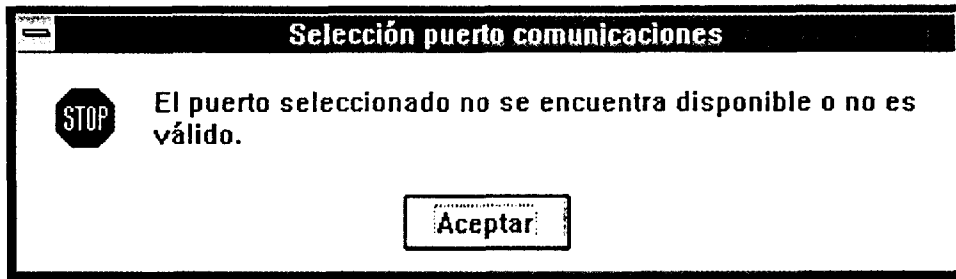 Selección puerto comunicaciones
STOP
El puerto seleccionado no se encuentra disponible o no es
válido.
Aceptar